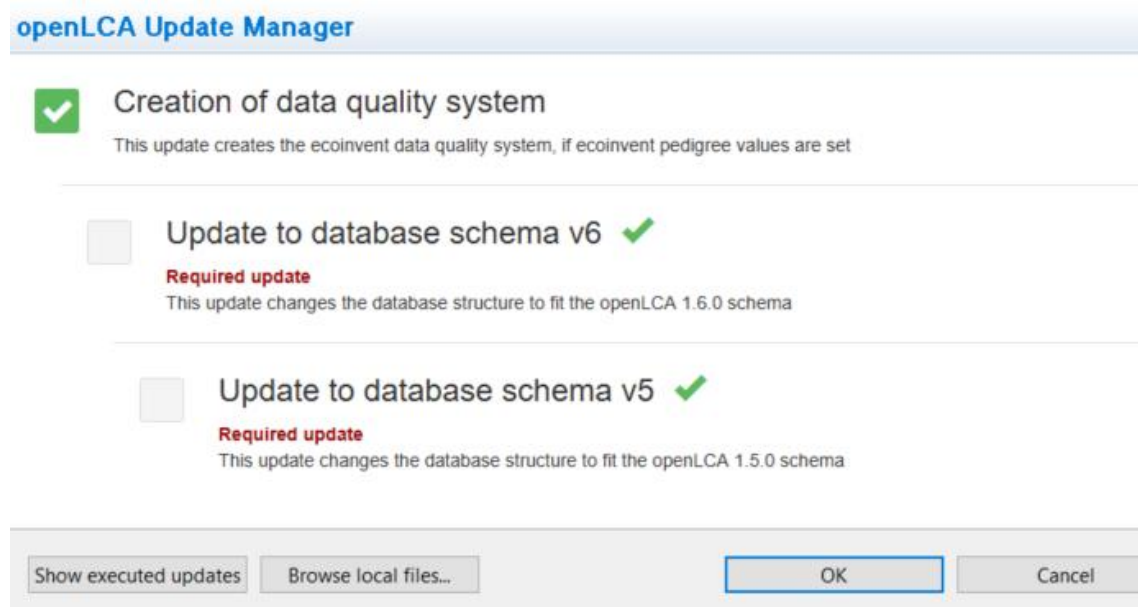 openLCA Update Manager
Creation of data quality system
This update creates the ecoinvent data quality system, if ecoinvent pedigree values are set
Update to database schema v6
Required update
This update changes the database structure to fit the openLCA 1.6.0 schema
Update to database schema v5
Required update
This update changes the database structure to fit the openLCA 1.5.0 schema
Show executed updates Browse local files... OK Cancel